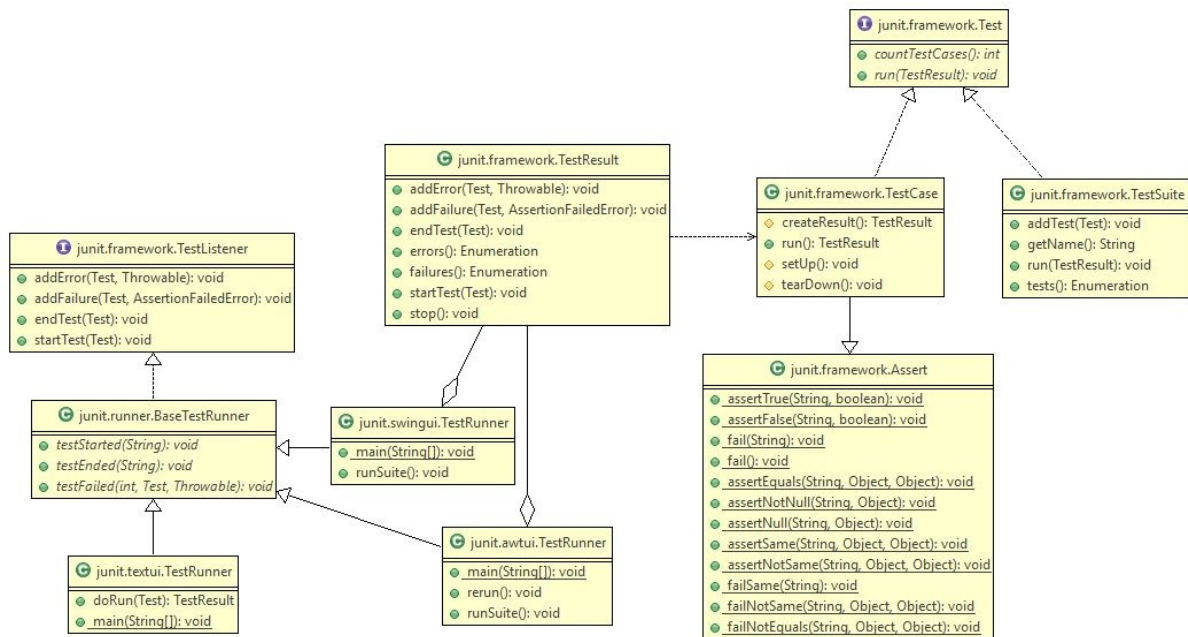 I junit.framework.Test
countTestCases(): int
run(TestResult): void
C junit.framework.TestResult
addError(Test, Throwable): void
addFailure(Test, AssertionFailedError): void
endTest(Test): void
errors(): Enumeration
failures(): Enumeration
startTest(Test): void
stop(): void
C junit.framework.TestCase
createResult(): TestResult
run(): TestResult
setUp(): void
tearDown(): void
C junit.framework.TestSuite
addTest(Test): void
getName(): String
run(TestResult): void
tests(): Enumeration
I junit.framework.TestListener
addError(Test, Throwable): void
addFailure(Test, AssertionFailedError): void
endTest(Test): void
startTest(Test): void
C junit.framework.Assert
assertTrue(String, boolean): void
assertFalse(String, boolean): void
fail(String): void
fail(): void
assertEquals(String, Object, Object): void
assertNotNull(String, Object): void
assertNull(String, Object): void
assertSame(String, Object, Object): void
assertNotSame(String, Object, Object): void
failSame(String): void
failNotSame(String, Object, Object): void
failNotEquals(String, Object, Object): void
C junit.runner.BaseTestRunner
testStarted(String): void
testEnded(String): void
testFailed(int, Test, Throwable): void
C junit.swingui.TestRunner
main(String[]): void
runSuite(): void
C junit.awtui.TestRunner
main(String[]): void
rerun(): void
runSuite(): void
C junit.textui.TestRunner
doRun(Test): TestResult
main(String[]): void